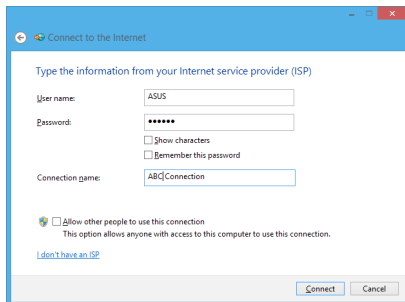 Connect to the Internet
Type the information from your Internet service provider (ISP)
User name: ASUS
Password: ••••••
Show characters
Remember this password
Connection name: ABCConnection
Allow other people to use this connection
This option allows anyone with access to this computer to use this connection.
I don't have an ISP
Connect Cancel